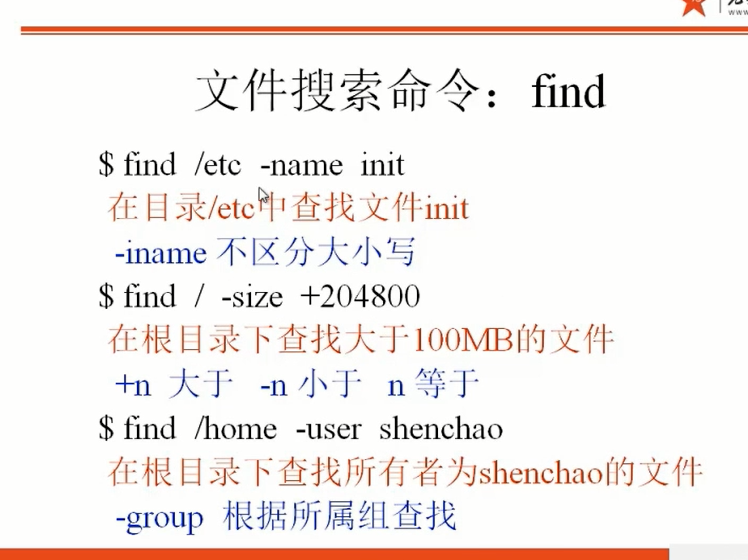 文件搜索命令：find
$ find /etc -name init
在目录/etc中查找文件init
-iname 不区分大小写
$ find / -size +204800
在根目录下查找大于100MB的文件
+n 大于 -n 小于 n 等于
$ find /home -user shenchao
在根目录下查找所有者为shenchao的文件
-group 根据所属组查找